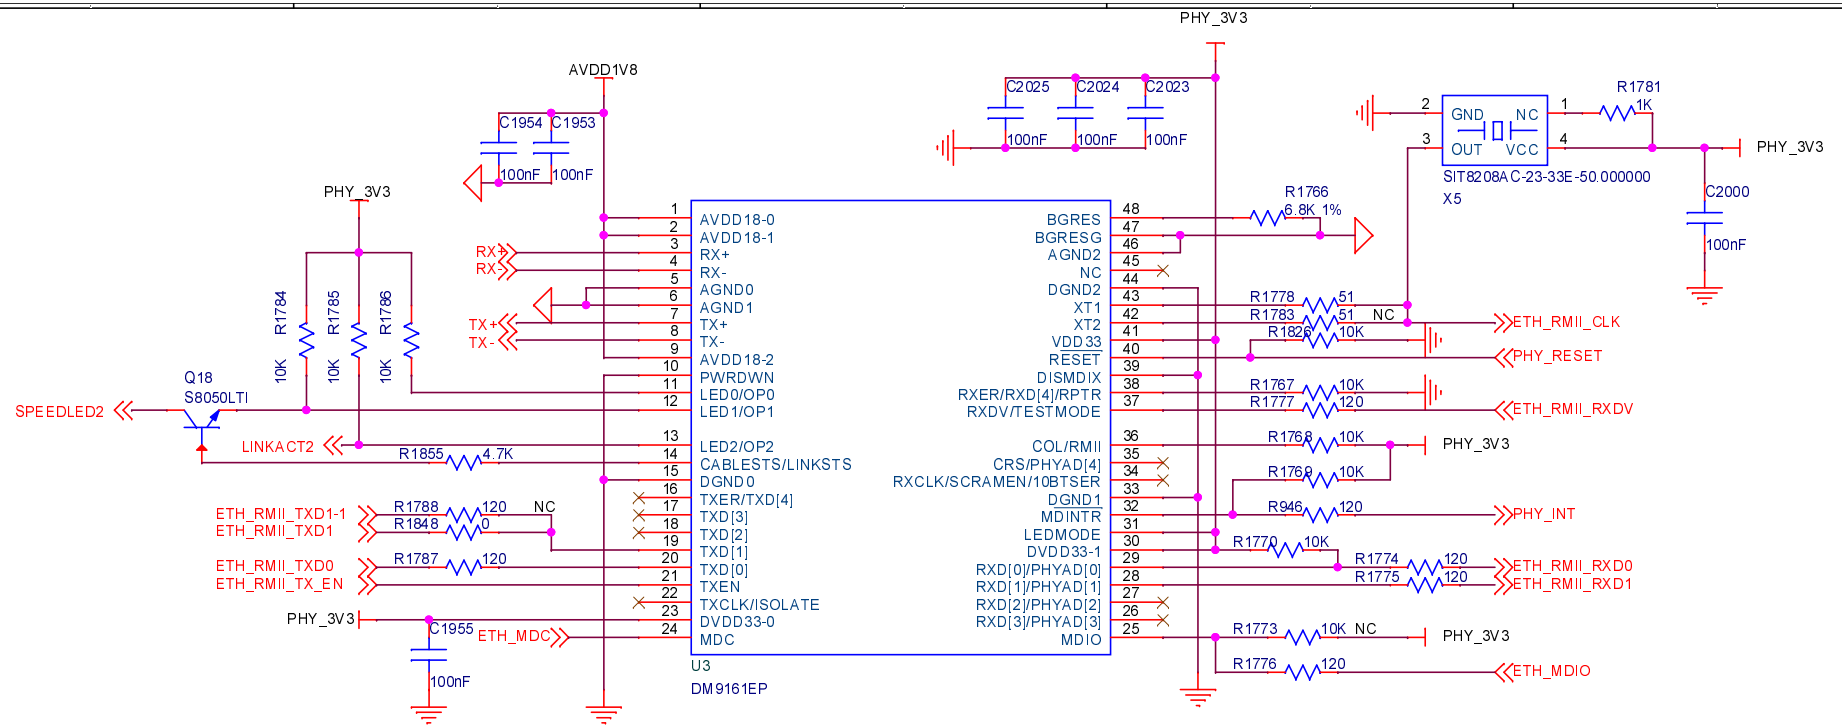 PHY_3V3
AVDD1V8
C1954
C1953
100nF
100nF
C2025
C2024
C2023
100nF
100nF
100nF
R1781
1K
2
GND
NC
1
3
OUT
VCC
4
PHY_3V3
SIT8208AC-23-33E-50.000000
X5
C2000
100nF
PHY_3V3
R1784
10K
R1785
10K
R1786
10K
R1766
6.8K 1%
1 AVDD18-0
2 AVDD18-1
RX+ 3 RX+
RX- 4 RX-
5 AGND0
6 AGND1
TX+ 7 TX+
TX- 8 TX-
9 AVDD18-2
10 PWRDWN
11 LED0/OP0
12 LED1/OP1
13 LED2/OP2
14 CABLESTS/LINKSTS
15 DGND0
16 TXER/TXD[4]
17 TXD[3]
18 TXD[2]
19 TXD[1]
20 TXD[0]
21 TXEN
22 TXCLK/ISOLATE
23 DVDD33-0
24 MDC
Q18
S8050LTI
SPEEDLED2
LINKACT2
R1855 4.7K
ETH_RMII_TXD1-1 R1788 120 NC
ETH_RMII_TXD1 R1848 0
ETH_RMII_TXD0 R1787 120
ETH_RMII_TX_EN
PHY_3V3
C1955
100nF
ETH_MDC
BGRES 48
BGRESG 47
AGND2 46
NC 45
DGND2 44
XT1 43
XT2 42
VDD33 41
RESET 40
DISMDIX 39
RXER/RXD[4]/RPTR 38
RXDV/TESTMODE 37
COL/RMII 36
CRS/PHYAD[4] 35
RXCLK/SCRAMEN/10BTSER 34
DGND1 33
MDINTR 32
LEDMODE 31
DVDD33-1 30
RXD[0]/PHYAD[0] 29
RXD[1]/PHYAD[1] 28
RXD[2]/PHYAD[2] 27
RXD[3]/PHYAD[3] 26
MDIO 25
R1778 51
R1783 51 NC ETH_RMII_CLK
R1826 10K
PHY_RESET
R1767 10K
R1777 120 ETH_RMII_RXDV
R1768 10K PHY_3V3
R1769 10K
R946 120 PHY_INT
R1770 10K
R1774 120 ETH_RMII_RXD0
R1775 120 ETH_RMII_RXD1
R1773 10K NC PHY_3V3
R1776 120 ETH_MDIO
U3
DM9161EP